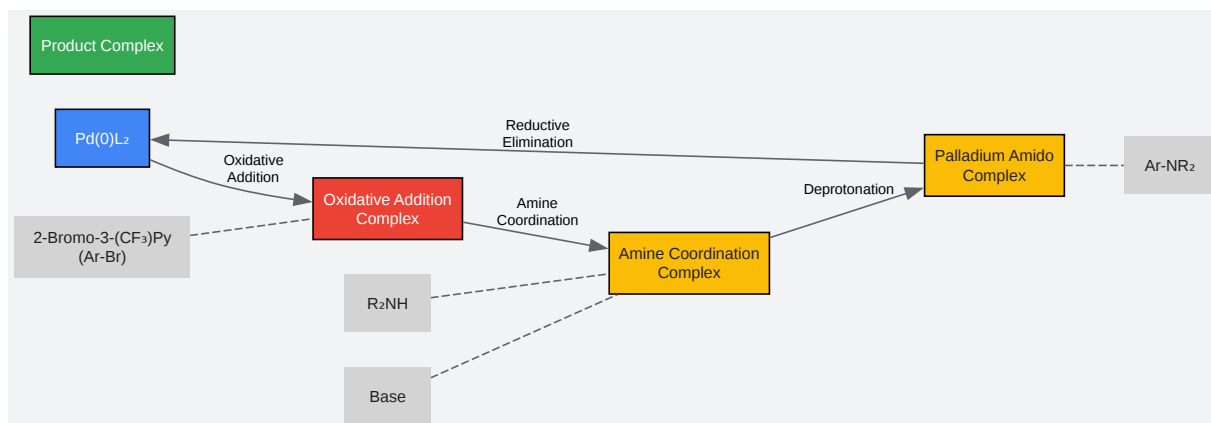 Product Complex
Pd(0)L₂
Reductive
Elimination
Oxidative
Addition
Palladium Amido
Complex
Ar-NR₂
Oxidative Addition
Complex
Amine
Coordination
Deprotonation
2-Bromo-3-(CF₃)Py
(Ar-Br)
Amine Coordination
Complex
R₂NH
Base